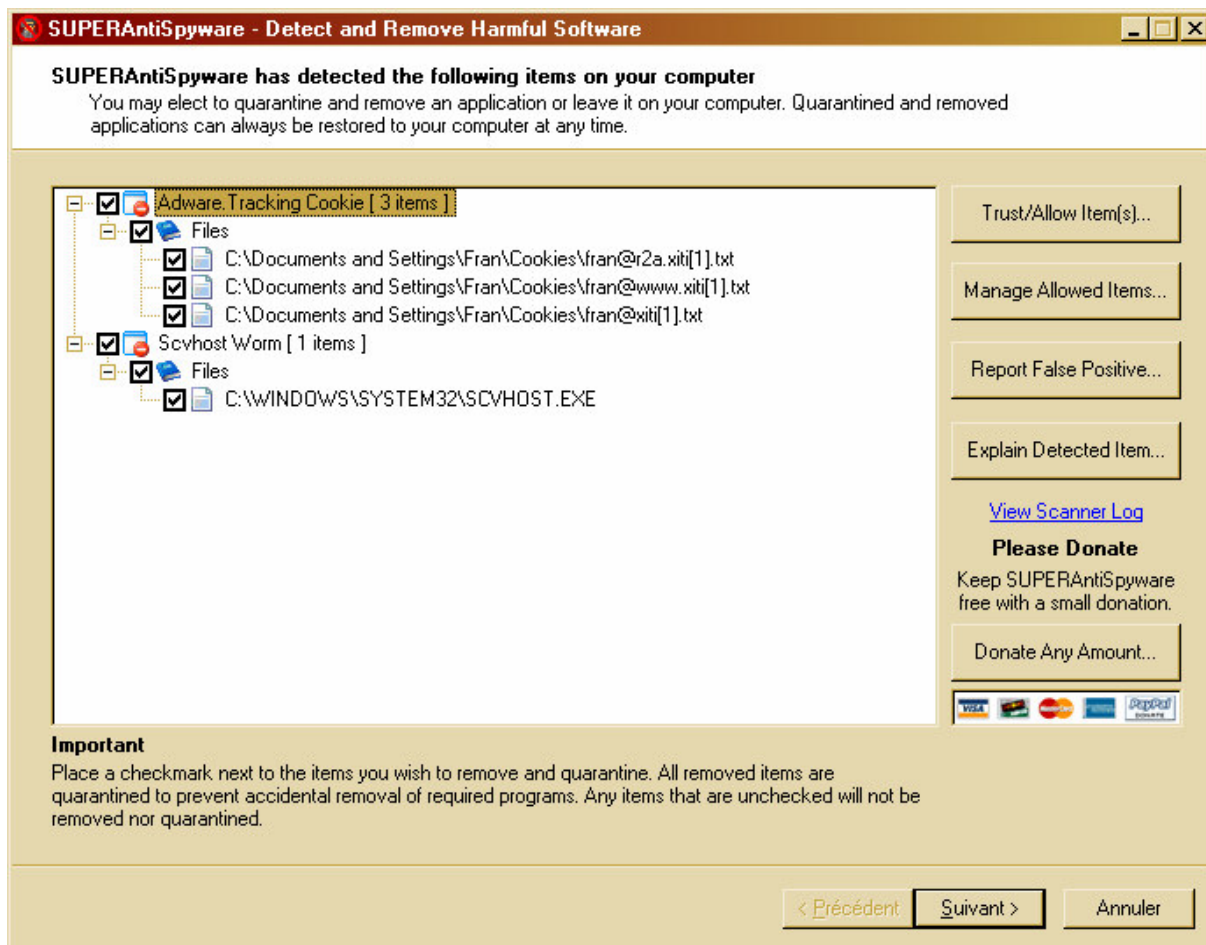 SUPERAntiSpyware - Detect and Remove Harmful Software
SUPERAntiSpyware has detected the following items on your computer
You may elect to quarantine and remove an application or leave it on your computer. Quarantined and removed
applications can always be restored to your computer at any time.
Adware.Tracking Cookie [ 3 items ]
Files
C:\Documents and Settings\Fran\Cookies\fran@r2a.xiti[1].txt
C:\Documents and Settings\Fran\Cookies\fran@www.xiti[1].txt
C:\Documents and Settings\Fran\Cookies\fran@xiti[1].txt
Scvhost Worm [ 1 items ]
Files
C:\WINDOWS\SYSTEM32\SCVHOST.EXE
Trust/Allow Item(s)...
Manage Allowed Items...
Report False Positive...
Explain Detected Item...
View Scanner Log
Please Donate
Keep SUPERAntiSpyware
free with a small donation.
Donate Any Amount...
VISA
PayPal
DONATE
Important
Place a checkmark next to the items you wish to remove and quarantine. All removed items are
quarantined to prevent accidental removal of required programs. Any items that are unchecked will not be
removed nor quarantined.
< Précédent
Suivant >
Annuler